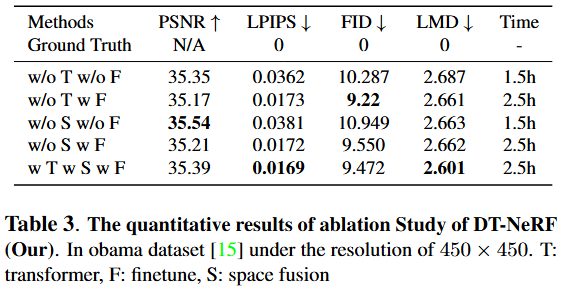 Methods PSNR ↑ LPIPS ↓ FID ↓ LMD ↓ Time
Ground Truth N/A 0 0 0 -
w/o T w/o F 35.35 0.0362 10.287 2.687 1.5h
w/o T w F 35.17 0.0173 9.22 2.661 2.5h
w/o S w/o F 35.54 0.0381 10.949 2.663 1.5h
w/o S w F 35.21 0.0172 9.550 2.662 2.5h
w T w S w F 35.39 0.0169 9.472 2.601 2.5h
Table 3. The quantitative results of ablation Study of DT-NeRF
(Our). In obama dataset [15] under the resolution of 450 × 450. T:
transformer, F: finetune, S: space fusion